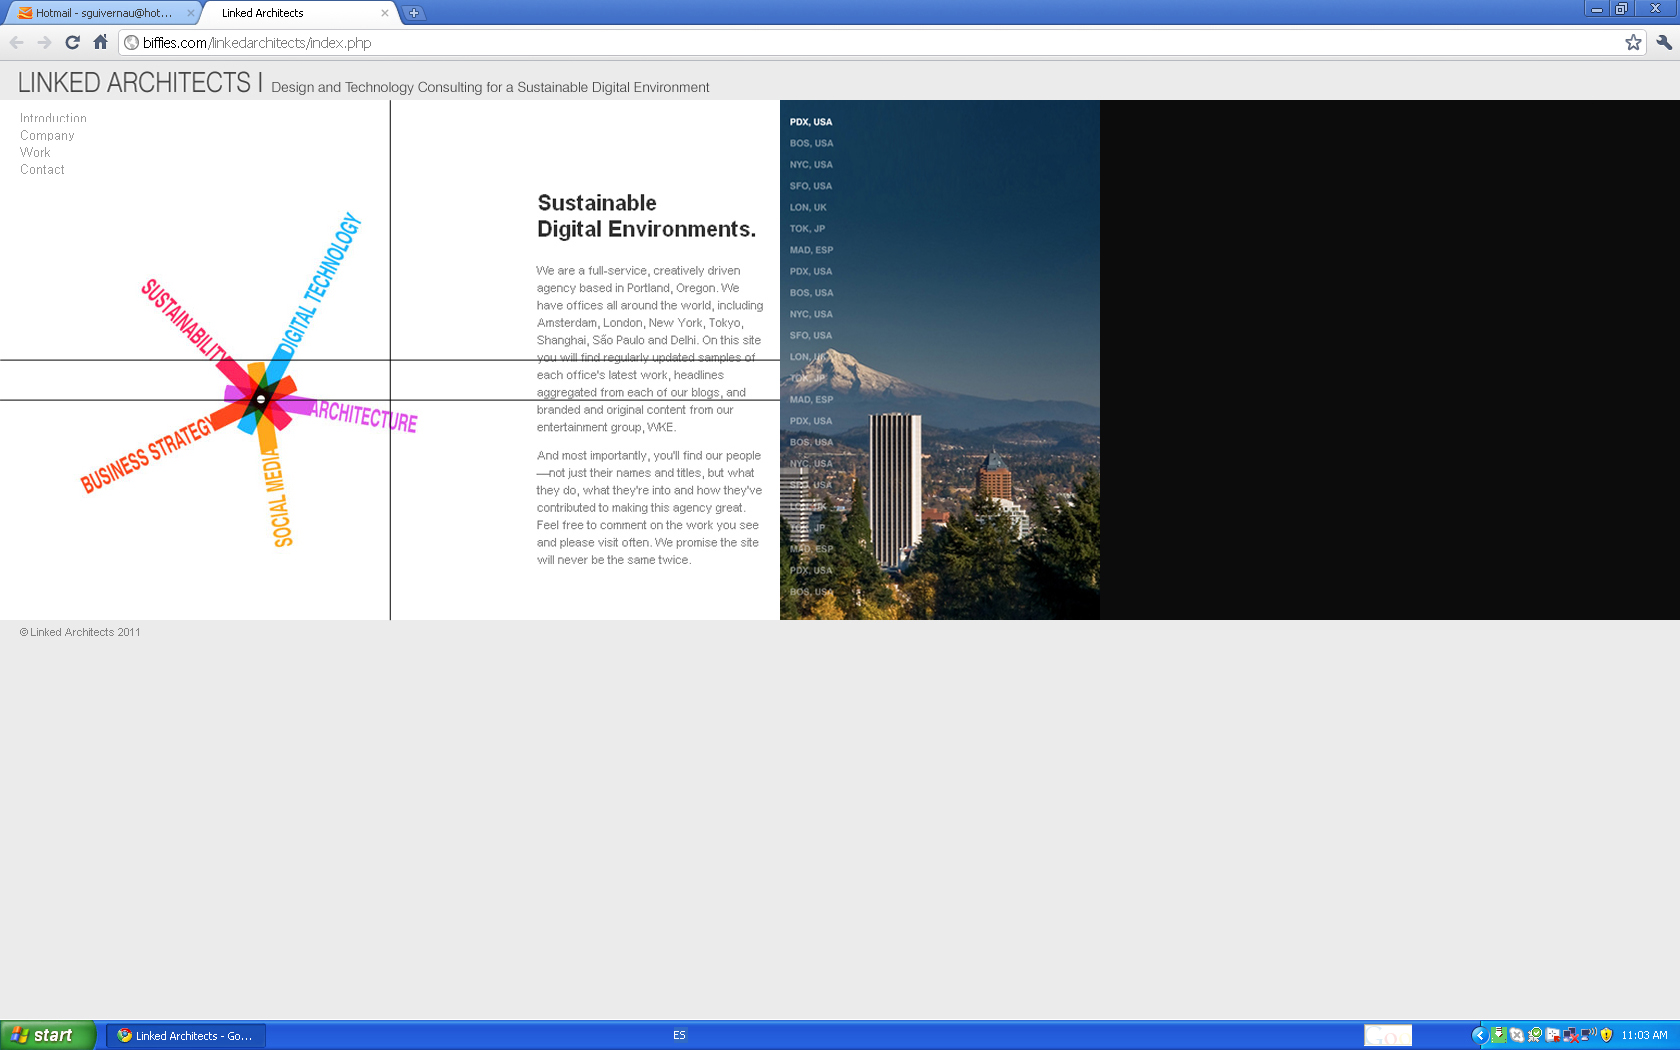 Hotmail - sguivernau@hot...
Linked Architects
biffies.com/linkedarchitects/index.php
LINKED ARCHITECTS | Design and Technology Consulting for a Sustainable Digital Environment
Introduction
Company
Work
Contact
DIGITAL TECHNOLOGY
SUSTAINABILITY
ARCHITECTURE
BUSINESS STRATEGY
SOCIAL MEDIA
Sustainable
Digital Environments.
We are a full-service, creatively driven
agency based in Portland, Oregon. We
have offices all around the world, including
Amsterdam, London, New York, Tokyo,
Shanghai, São Paulo and Delhi. On this site
you will find regularly updated samples of
each office's latest work, headlines
aggregated from each of our blogs, and
branded and original content from our
entertainment group, WKE.
And most importantly, you'll find our people
—not just their names and titles, but what
they do, what they're into and how they've
contributed to making this agency great.
Feel free to comment on the work you see
and please visit often. We promise the site
will never be the same twice.
PDX, USA
BOS, USA
NYC, USA
SFO, USA
LON, UK
TOK, JP
MAD, ESP
PDX, USA
BOS, USA
NYC, USA
SFO, USA
LON, UK
TOK, JP
MAD, ESP
PDX, USA
BOS, USA
NYC, USA
SFO, USA
LON, UK
TOK, JP
MAD, ESP
PDX, USA
BOS, USA
© Linked Architects 2011
start
Linked Architects - Go...
ES
Go
11:03 AM